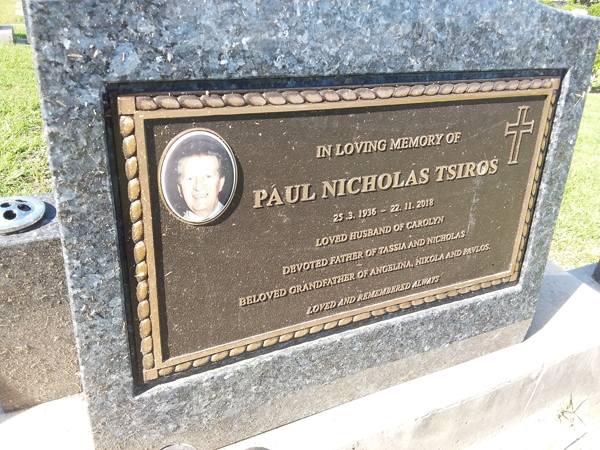 IN LOVING MEMORY OF
PAUL NICHOLAS TSIROS
25 .3. 1936 - 22. 11. 2018
LOVED HUSBAND OF CAROLYN
DEVOTED FATHER OF TASSIA AND NICHOLAS
BELOVED GRANDFATHER OF ANGELINA, NIKOLA AND PAVLOS.
LOVED AND REMEMBERED ALWAYS